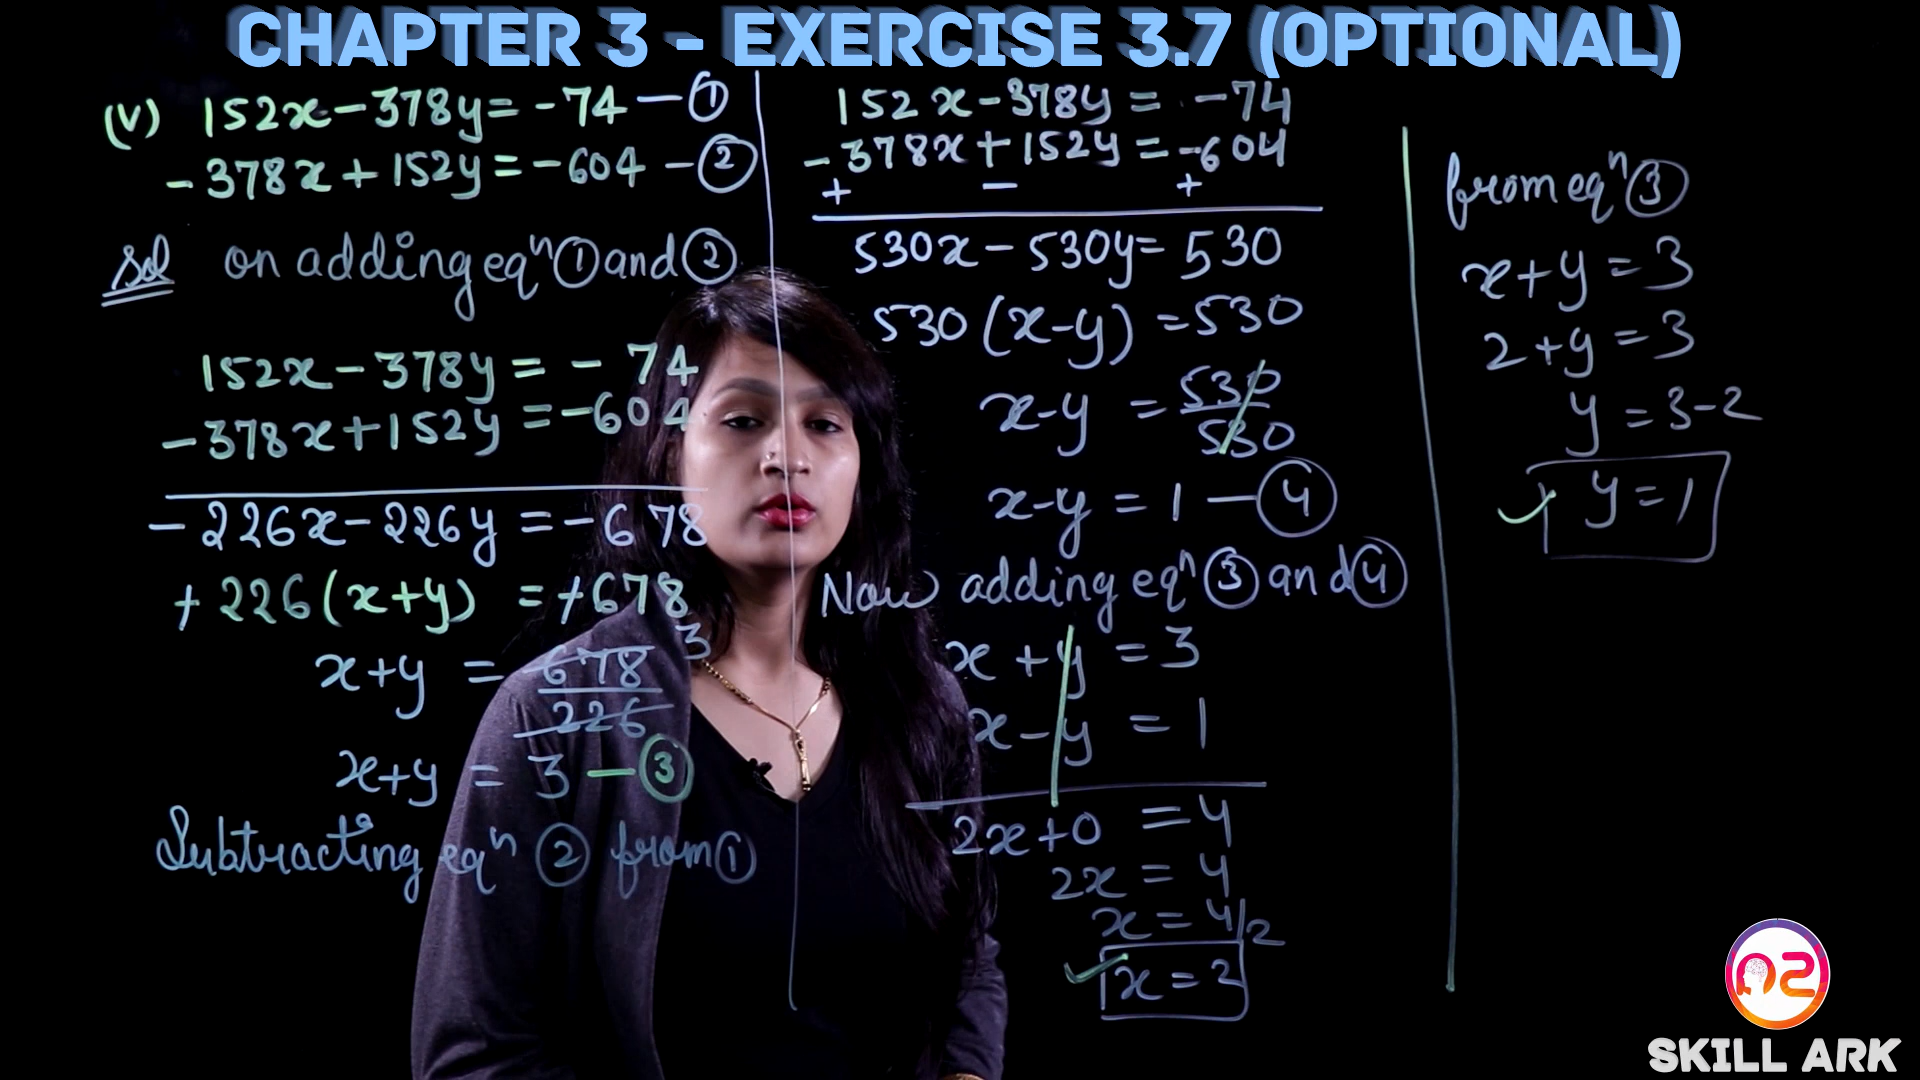 CHAPTER 3 - EXERCISE 3.7 (OPTIONAL)
(V) 152x-378y= -74 — ①
-378x+152y=-604 - ②
Sol on adding eqⁿ ① and ②
152x-378y = - 74
-378x+152y =-604
-226x-226y =-678
+226(x+y) =+678
x+y = 678/226 3
x+y = 3 — ③
Subtracting eqⁿ ② from ①
152x-378y = -74
-378x+152y =-604
+ - +
530x-530y= 530
530(x-y) =530
x-y = 530/530
x-y = 1 — ④
Now adding eqⁿ ③ and ④
x+y = 3
x-y = 1
2x+0 = 4
2x = 4
x = 4/2
x = 2
from eqⁿ ③
x+y = 3
2+y = 3
y = 3-2
y = 1
SKILL ARK